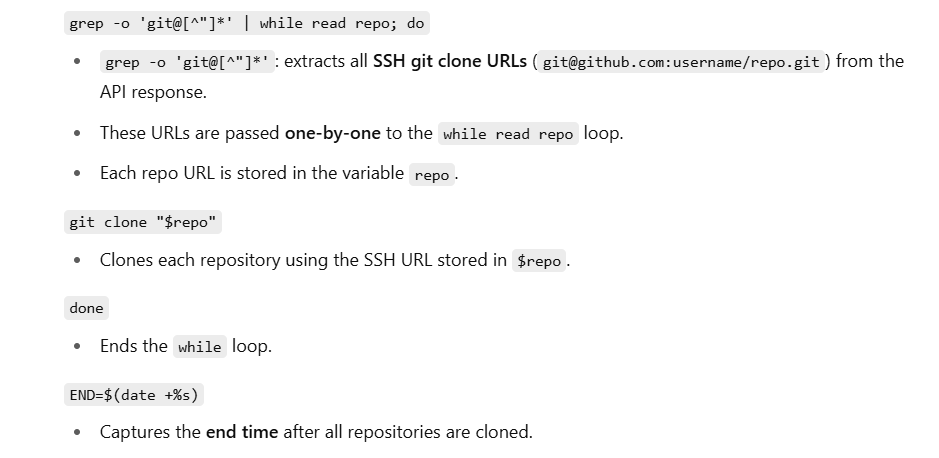 grep -o 'git@[^"]*' | while read repo; do
• grep -o 'git@[^"]*' : extracts all SSH git clone URLs ( git@github.com:username/repo.git ) from the
API response.
• These URLs are passed one-by-one to the while read repo loop.
• Each repo URL is stored in the variable repo .
git clone "$repo"
• Clones each repository using the SSH URL stored in $repo .
done
• Ends the while loop.
END=$(date +%s)
• Captures the end time after all repositories are cloned.